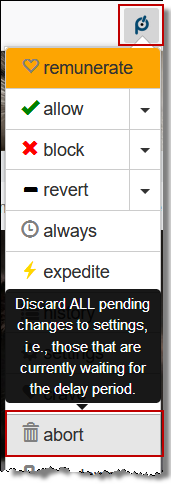 remunerate
allow
block
revert
always
expedite
history
Discard ALL pending
changes to settings,
i.e., those that are
currently waiting for
the delay period.
abort